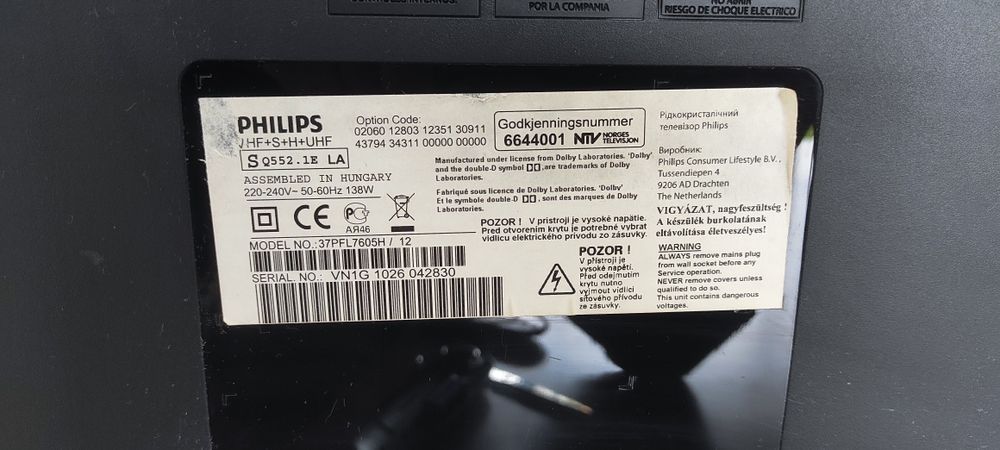 CONTROLES INTERNOS.
POR LA COMPANIA
NO ABRIR
RIESGO DE CHOQUE ELECTRICO
PHILIPS
VHF+S+H+UHF
S Q552.1E LA
ASSEMBLED IN HUNGARY
220-240V~ 50-60Hz 138W
CE
АЯ46
MODEL NO.:37PFL7605H / 12
SERIAL NO.: VN1G 1026 042830
Option Code:
02060 12803 12351 30911
43794 34311 00000 00000
Godkjenningsnummer
6644001 NTV NORGES
TELEVISJON
Manufactured under license from Dolby Laboratories. 'Dolby'
and the double-D symbol, are trademarks of Dolby
Laboratories.
Fabriqué sous licence de Dolby Laboratories. 'Dolby'
Et le symbole double-D, sont des marques de Dolby
Laboratories.
POZOR ! V přístroji je vysoké napätie.
Pred otvorením krytu je potrebné vybrat
vidlicu elektrického prívodu zo zásuvky.
POZOR !
V přístroji je
vysoké napětí.
Před odejmutím
krytu nutno
vyjmout vidlici
síťového přívodu
ze zásuvky.
Рідкокристалічний
телевізор Philips
Виробник:
Philips Consumer Lifestyle B.V.,
Tussendiepen 4
9206 AD Drachten
The Netherlands
VIGYÁZAT, nagyfeszültség !
A készülék burkolatának
eltávolítása életveszélyes!
WARNING
ALWAYS remove mains plug
from wall socket before any
Service operation.
NEVER remove covers unless
qualified to do so.
This unit contains dangerous
voltages.